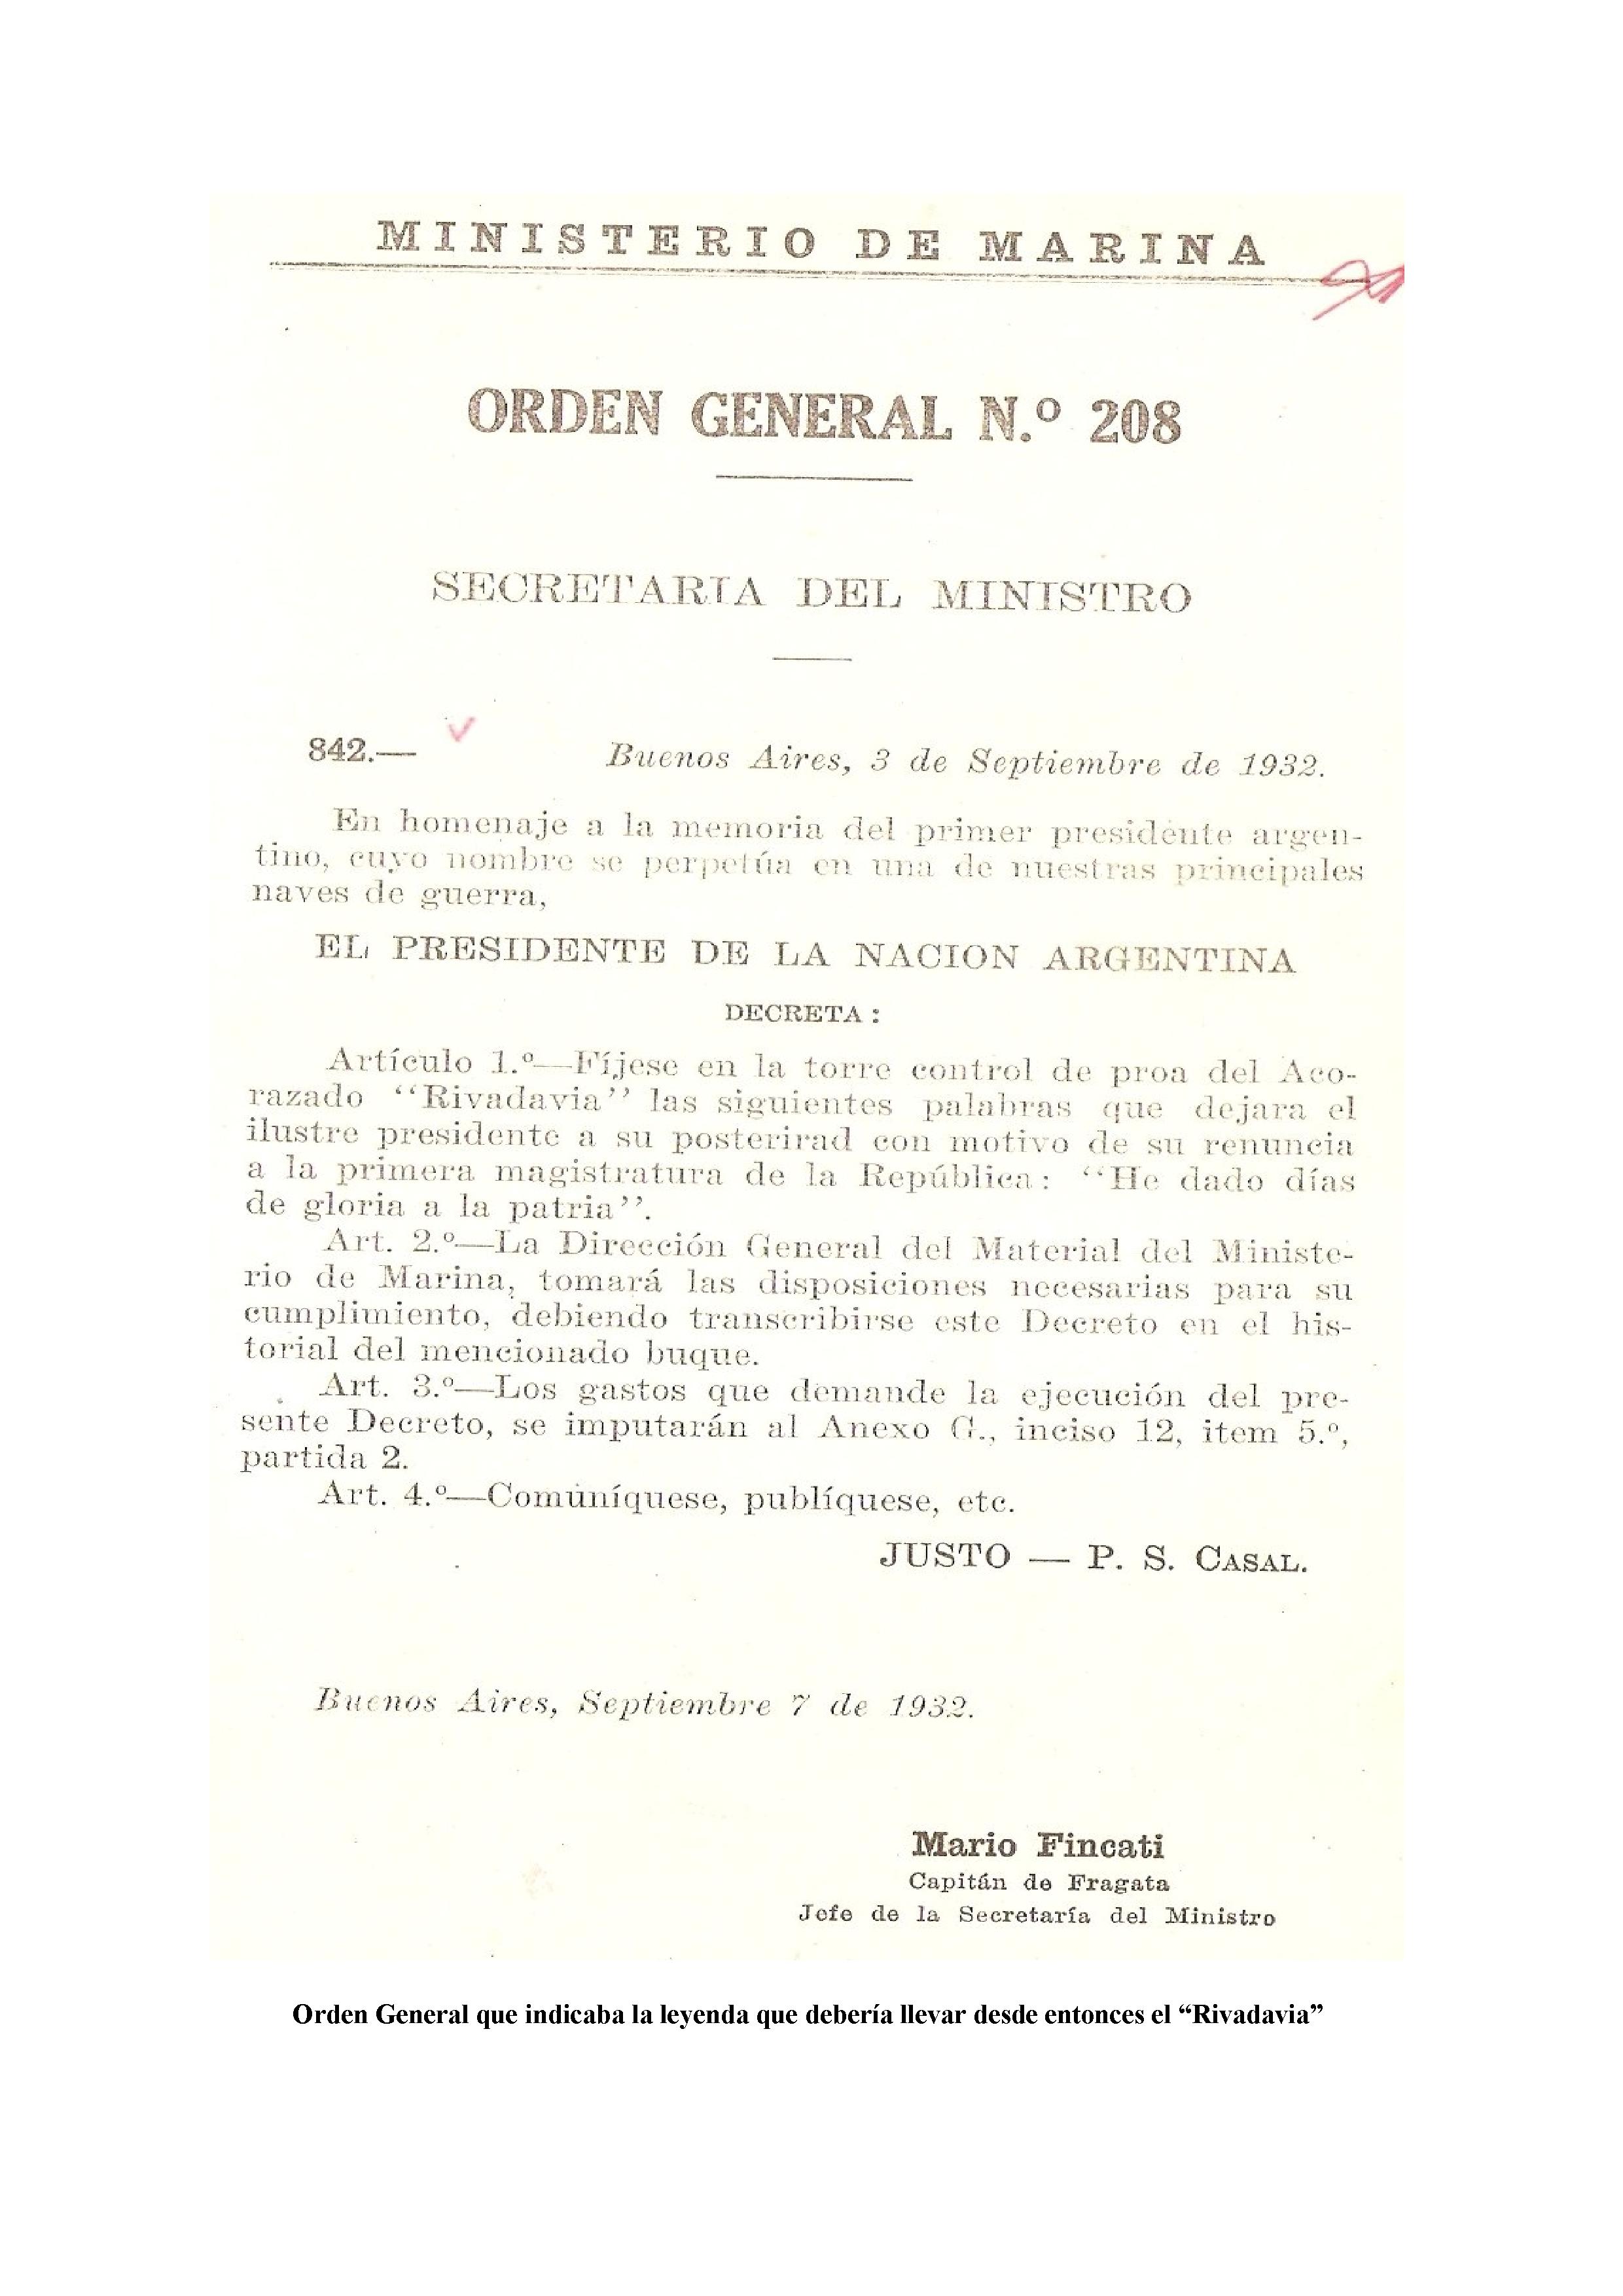 MINISTERIO DE MARINA
ORDEN GENERAL N.º 208
SECRETARIA DEL MINISTRO
842.— Buenos Aires, 3 de Septiembre de 1932.
En homenaje a la memoria del primer presidente argen-
tino, cuyo nombre se perpetúa en una de nuestras principales
naves de guerra,
EL PRESIDENTE DE LA NACION ARGENTINA
DECRETA:
Artículo 1.º—Fíjese en la torre control de proa del Aco-
razado “Rivadavia” las siguientes palabras que dejara el
ilustre presidente a su posterirad con motivo de su renuncia
a la primera magistratura de la República: “He dado días
de gloria a la patria”.
Art. 2.º—La Dirección General del Material del Ministe-
rio de Marina, tomará las disposiciones necesarias para su
cumplimiento, debiendo transcribirse este Decreto en el his-
torial del mencionado buque.
Art. 3.º—Los gastos que demande la ejecución del pre-
sente Decreto, se imputarán al Anexo G., inciso 12, item 5.º,
partida 2.
Art. 4.º—Comuníquese, publíquese, etc.
JUSTO — P. S. CASAL.
Buenos Aires, Septiembre 7 de 1932.
Mario Fincati
Capitán de Fragata
Jefe de la Secretaría del Ministro
Orden General que indicaba la leyenda que debería llevar desde entonces el “Rivadavia”